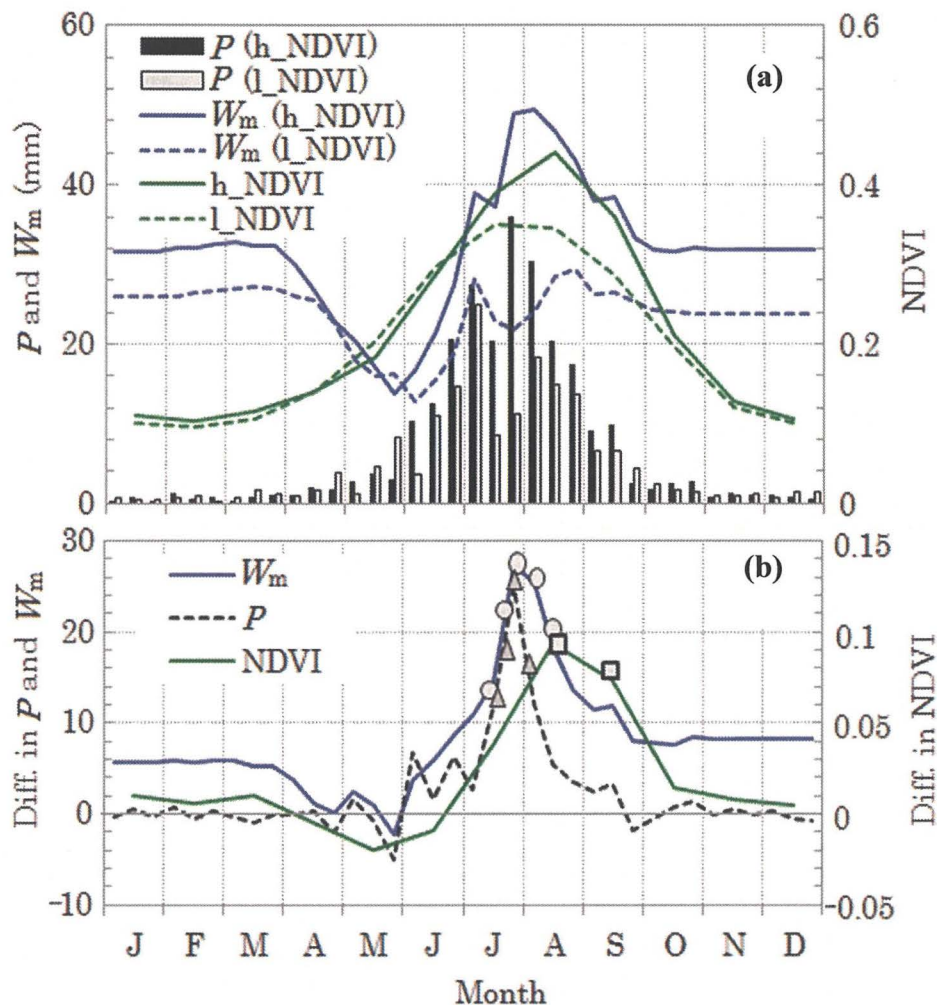 60
40
20
0
P and Wm (mm)
P (h_NDVI)
P (l_NDVI)
Wm (h_NDVI)
Wm (l_NDVI)
h_NDVI
l_NDVI
(a)
0.6
0.4
0.2
0
NDVI
30
20
10
0
-10
Diff. in P and Wm
Wm
P
NDVI
(b)
0.15
0.1
0.05
0
-0.05
Diff. in NDVI
J F M A M J J A S O N D
Month